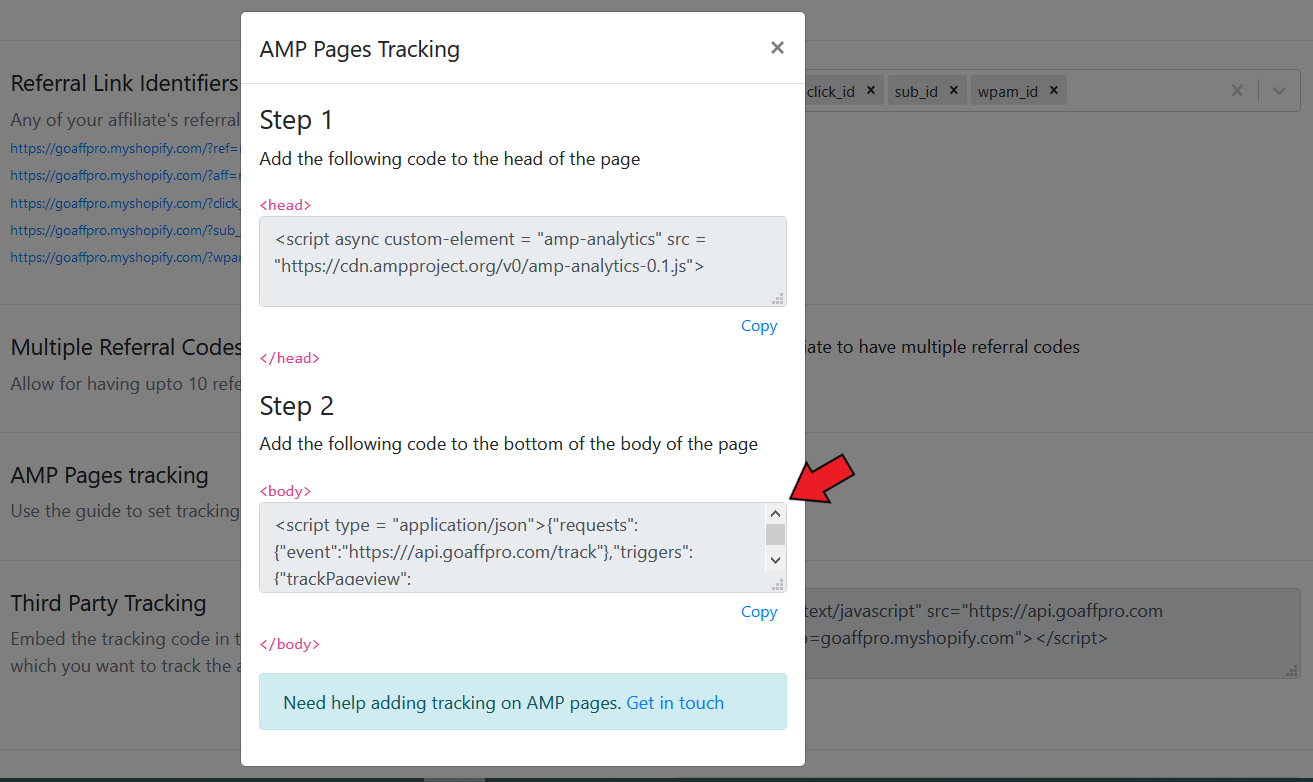 AMP Pages Tracking
×
Step 1
Add the following code to the head of the page
<head>
<script async custom-element = "amp-analytics" src =
"https://cdn.ampproject.org/v0/amp-analytics-0.1.js">
Copy
</head>
Step 2
Add the following code to the bottom of the body of the page
<body>
<script type = "application/json">{"requests":
{"event":"https:///api.goaffpro.com/track"},"triggers":
{"trackPageview":
Copy
</body>
Need help adding tracking on AMP pages. Get in touch
Referral Link Identifiers
Any of your affiliate's referral
https://goaffpro.myshopify.com/?ref=
https://goaffpro.myshopify.com/?aff=
https://goaffpro.myshopify.com/?click_
https://goaffpro.myshopify.com/?sub_
https://goaffpro.myshopify.com/?wpam
click_id × sub_id × wpam_id ×
Multiple Referral Codes
Allow for having upto 10 refe
iate to have multiple referral codes
AMP Pages tracking
Use the guide to set tracking
Third Party Tracking
Embed the tracking code in t
which you want to track the a
text/javascript" src="https://api.goaffpro.com
=goaffpro.myshopify.com"></script>